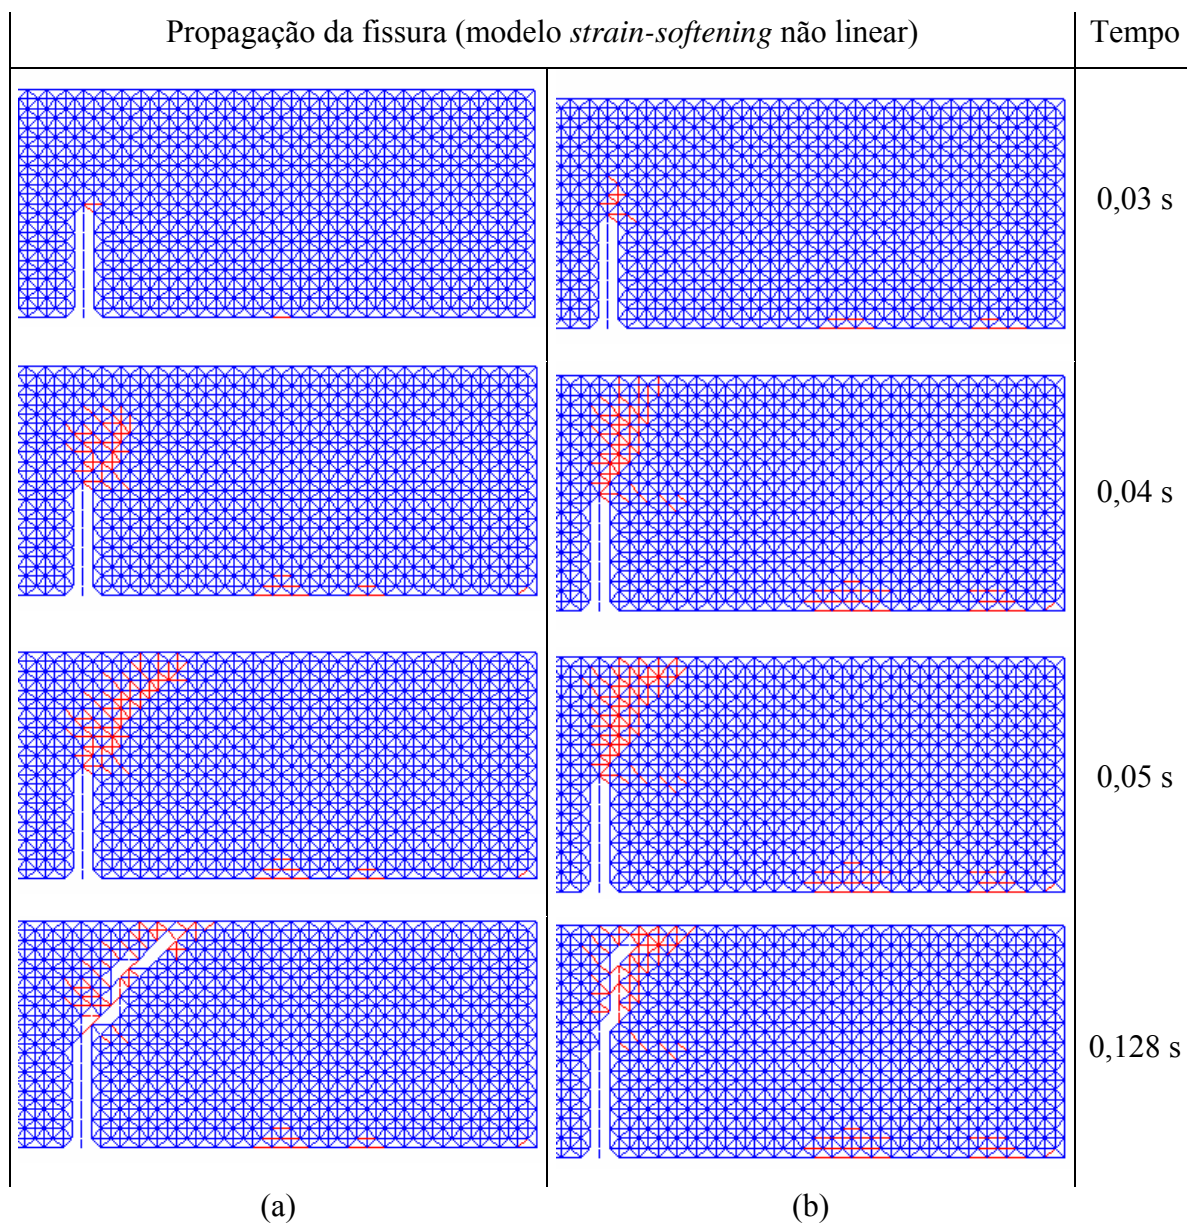 Propagação da fissura (modelo strain-softening não linear) Tempo
0,03 s
0,04 s
0,05 s
0,128 s
(a) (b)